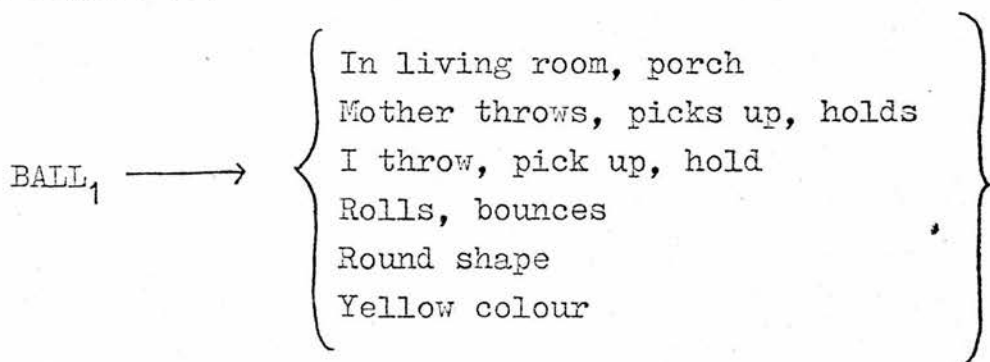 In living room, porch
Mother throws, picks up, holds
BALL₁ ⟶ I throw, pick up, hold
Rolls, bounces
Round shape
Yellow colour